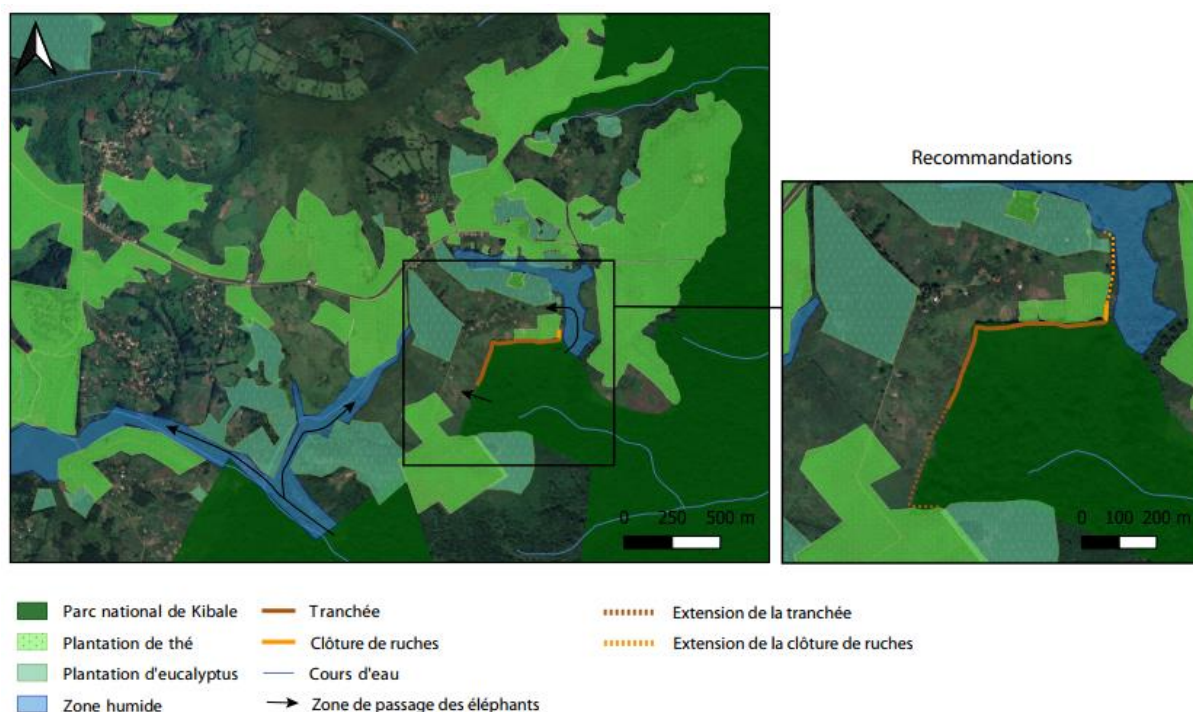 Recommandations
0 250 500 m
0 100 200 m
Parc national de Kibale
Plantation de thé
Plantation d'eucalyptus
Zone humide
Tranchée
Clôture de ruches
Cours d'eau
Zone de passage des éléphants
Extension de la tranchée
Extension de la clôture de ruches